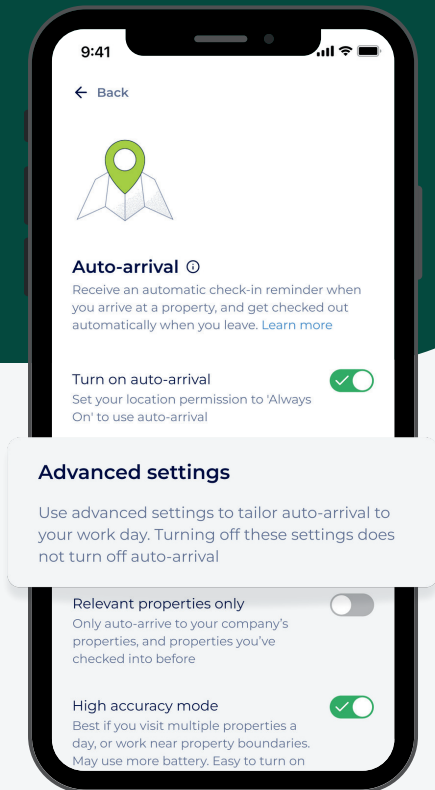 9:41
Back
Auto-arrival
Receive an automatic check-in reminder when
you arrive at a property, and get checked out
automatically when you leave. Learn more
Turn on auto-arrival
Set your location permission to 'Always
On' to use auto-arrival
Advanced settings
Use advanced settings to tailor auto-arrival to
your work day. Turning off these settings does
not turn off auto-arrival
Relevant properties only
Only auto-arrive to your company's
properties, and properties you've
checked into before
High accuracy mode
Best if you visit multiple properties a
day, or work near property boundaries.
May use more battery. Easy to turn on